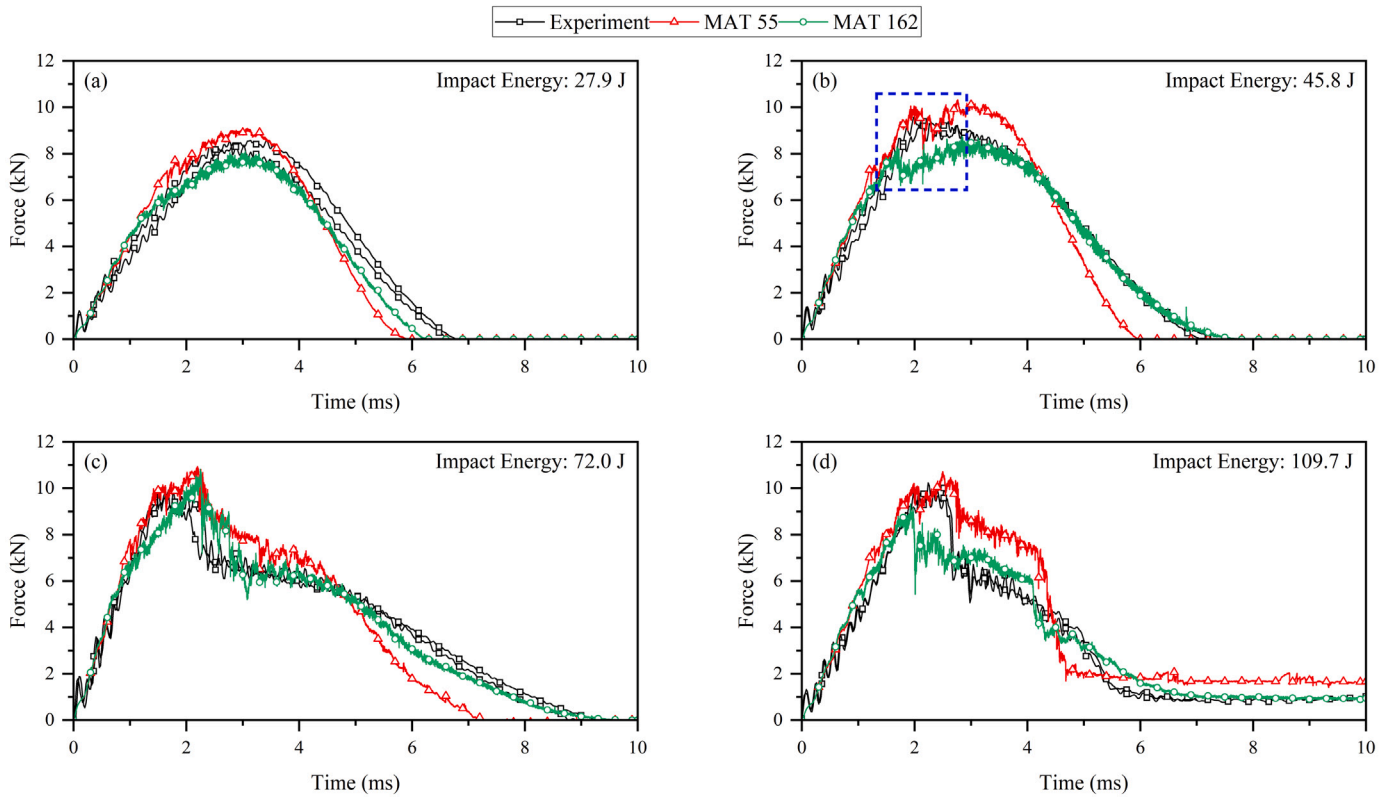 Experiment MAT 55 MAT 162
(a) Impact Energy: 27.9 J
12
10
8
6
4
2
0
Force (kN)
0 2 4 6 8 10
Time (ms)
(b) Impact Energy: 45.8 J
12
10
8
6
4
2
0
Force (kN)
0 2 4 6 8 10
Time (ms)
(c) Impact Energy: 72.0 J
12
10
8
6
4
2
0
Force (kN)
0 2 4 6 8 10
Time (ms)
(d) Impact Energy: 109.7 J
12
10
8
6
4
2
0
Force (kN)
0 2 4 6 8 10
Time (ms)